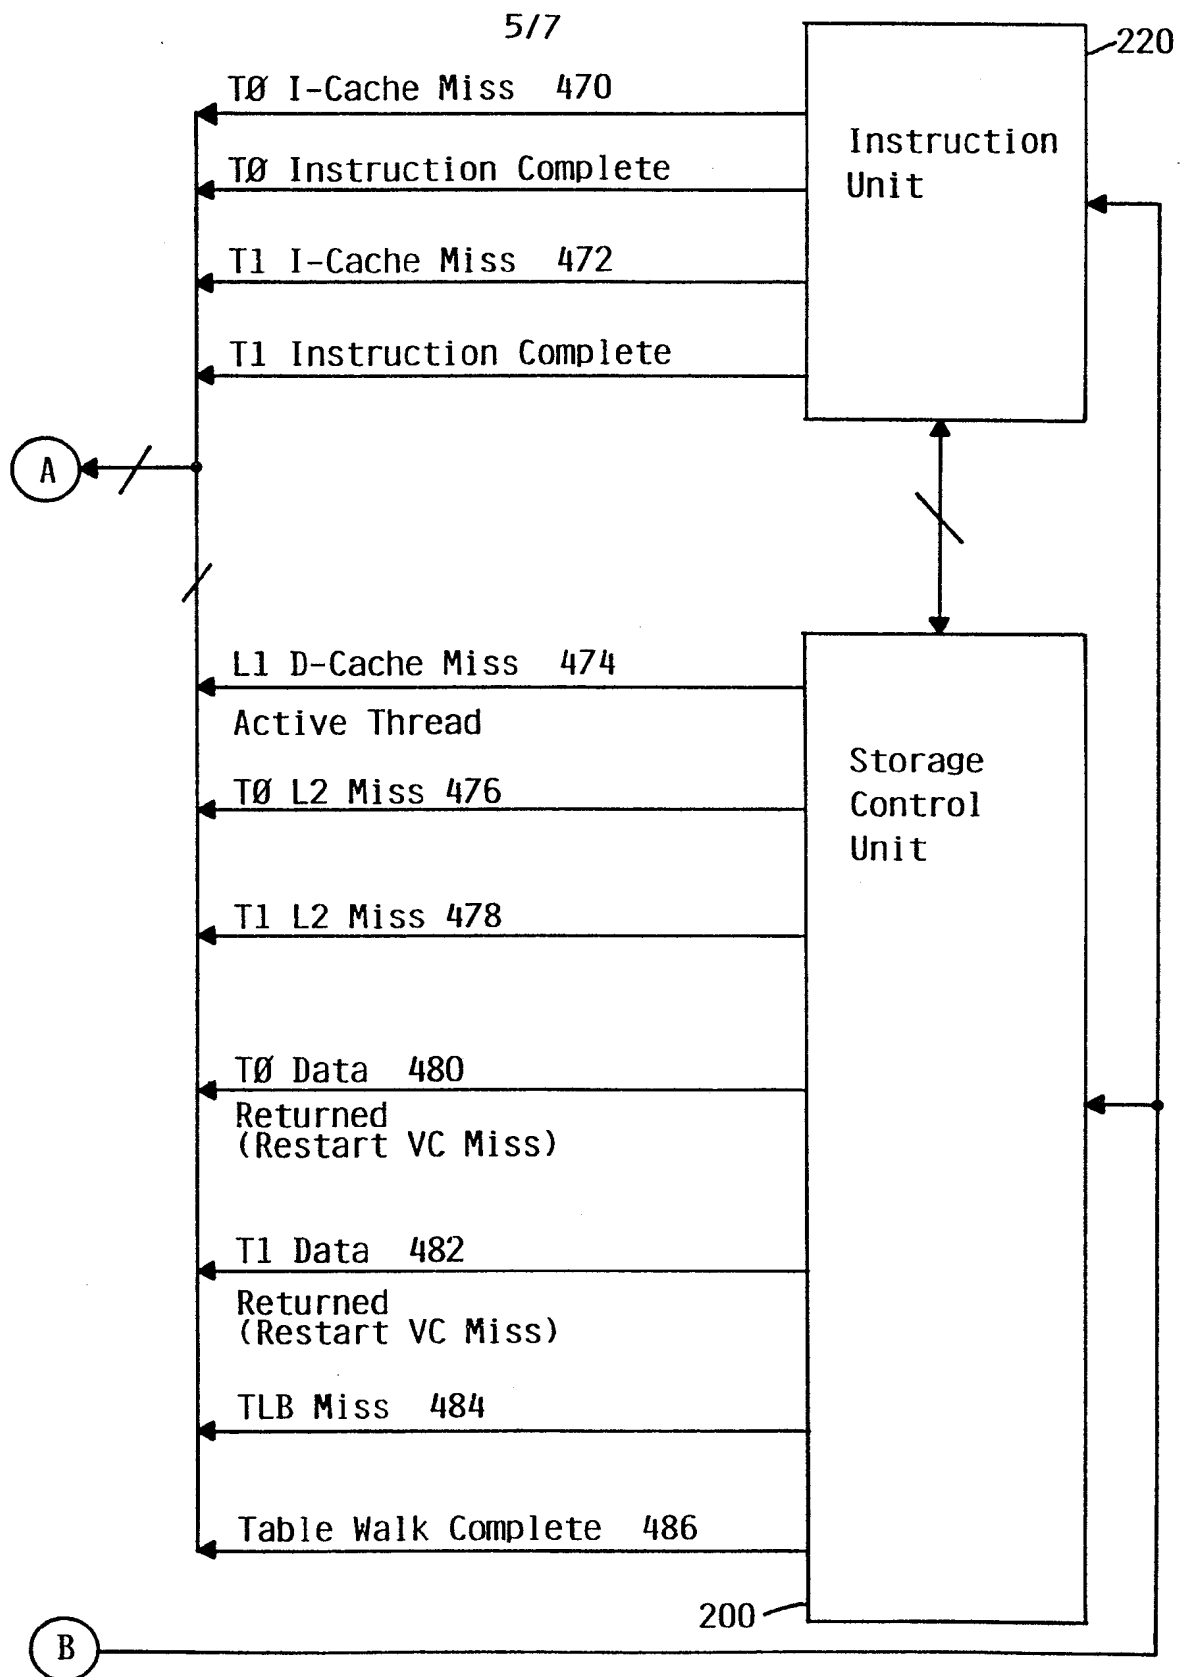 5/7
220
TØ I-Cache Miss 470
Instruction
Unit
TØ Instruction Complete
T1 I-Cache Miss 472
T1 Instruction Complete
A
L1 D-Cache Miss 474
Active Thread
Storage
Control
Unit
TØ L2 Miss 476
T1 L2 Miss 478
TØ Data 480
Returned
(Restart VC Miss)
T1 Data 482
Returned
(Restart VC Miss)
TLB Miss 484
Table Walk Complete 486
200
B